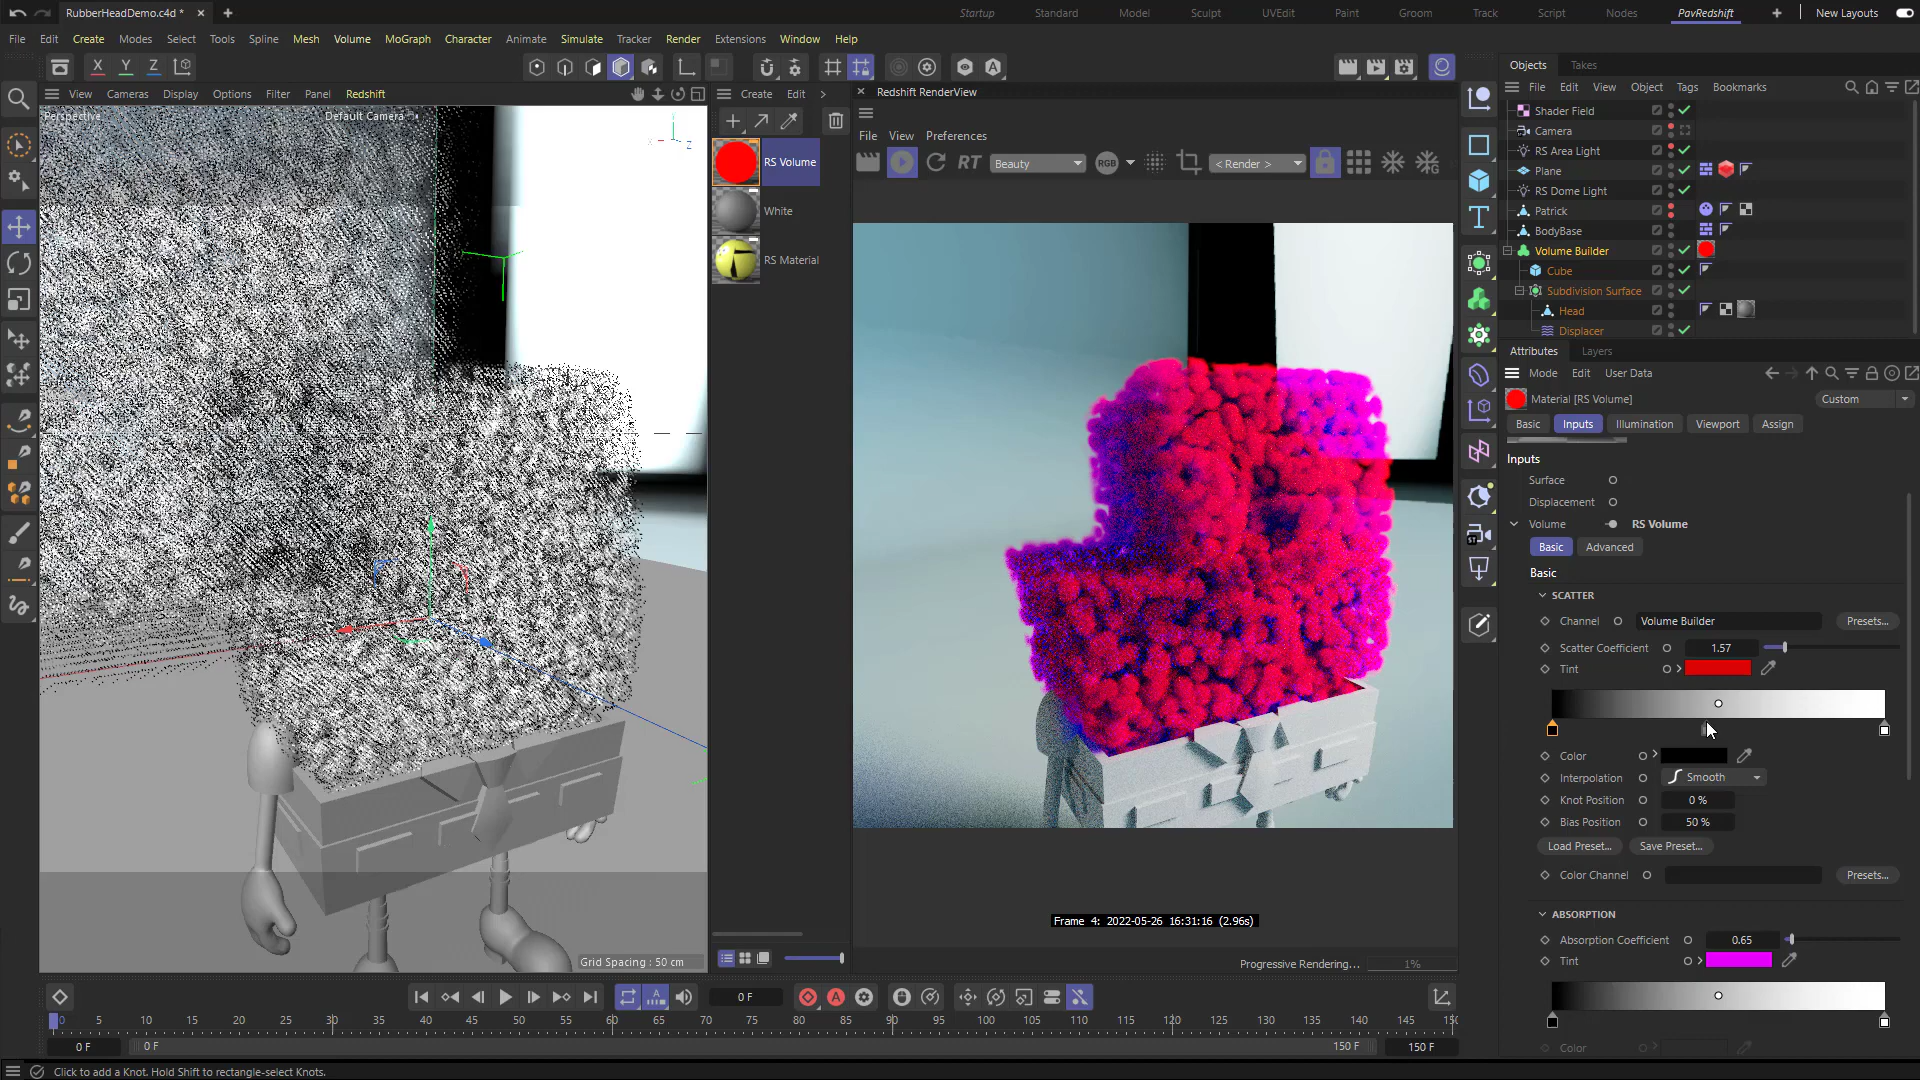 RubberHeadDemo.c4d *
Startup
Standard
Model
Sculpt
UVEdit
Paint
Groom
Track
Script
Nodes
PavRedshift
New Layouts
File Edit Create Modes Select Tools Spline Mesh Volume MoGraph Character Animate Simulate Tracker Render Extensions Window Help
X Y Z
View Cameras Display Options Filter Panel Redshift
Perspective
Default Camera
Grid Spacing : 50 cm
Create Edit
RS Volume
White
RS Material
Redshift RenderView
File View Preferences
RT
Beauty
RGB
< Render >
Frame 4: 2022-05-26 16:31:16 (2.96s)
Progressive Rendering...
1%
Objects Takes
File Edit View Object Tags Bookmarks
Shader Field
Camera
RS Area Light
Plane
RS Dome Light
Patrick
BodyBase
Volume Builder
Cube
Subdivision Surface
Head
Displacer
Attributes Layers
Mode Edit User Data
Material [RS Volume]
Custom
Basic Inputs Illumination Viewport Assign
Inputs
Surface
Displacement
Volume RS Volume
Basic Advanced
Basic
SCATTER
Channel Volume Builder Presets...
Scatter Coefficient 1.57
Tint
Color
Interpolation Smooth
Knot Position 0 %
Bias Position 50 %
Load Preset... Save Preset...
Color Channel Presets...
ABSORPTION
Absorption Coefficient 0.65
Tint
Color
0 F
0 5 10 15 20 25 30 35 40 45 50 55 60 65 70 75 80 85 90 95 100 105 110 115 120 125 130 135 140 145
0 F 0 F 150 F 150 F
Click to add a Knot. Hold Shift to rectangle-select Knots.